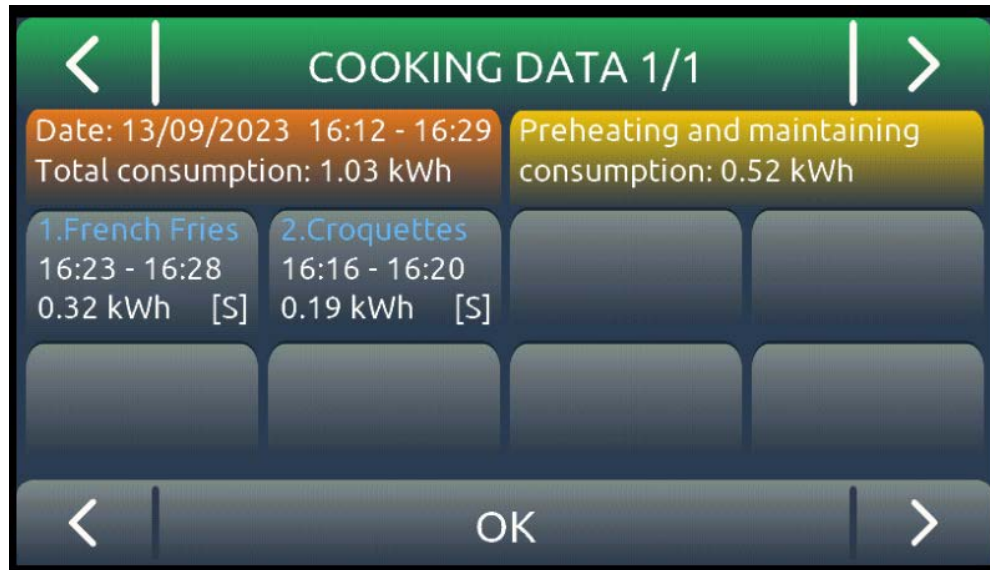 COOKING DATA 1/1
Date: 13/09/2023 16:12 - 16:29
Total consumption: 1.03 kWh
Preheating and maintaining
consumption: 0.52 kWh
1.French Fries
16:23 - 16:28
0.32 kWh [S]
2.Croquettes
16:16 - 16:20
0.19 kWh [S]
OK